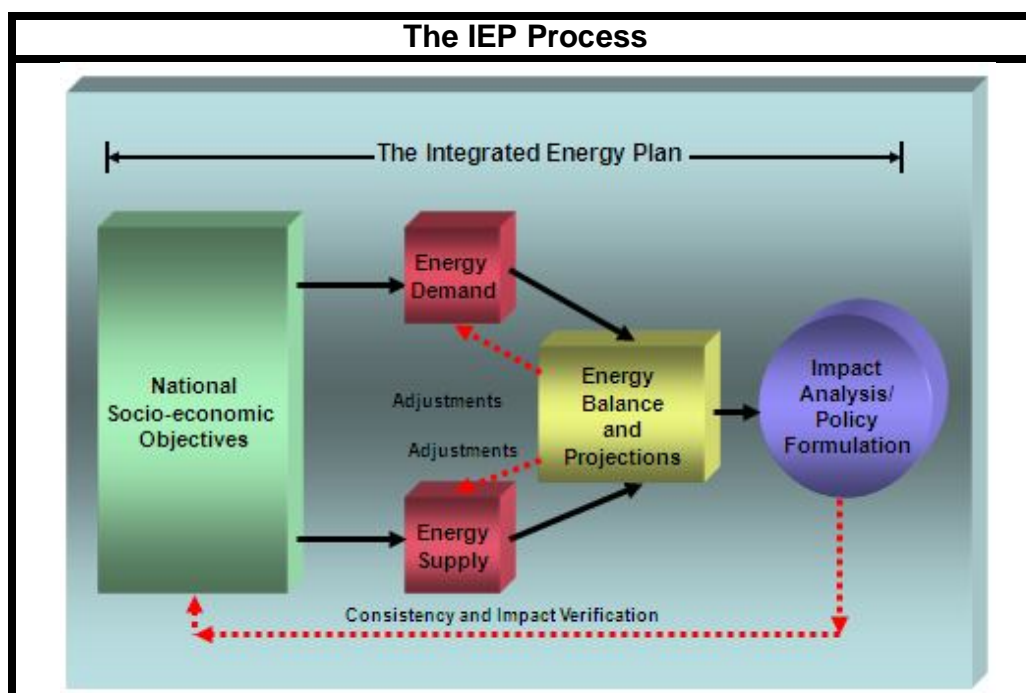 The IEP Process
The Integrated Energy Plan
National
Socio-economic
Objectives
Energy
Demand
Adjustments
Adjustments
Energy
Supply
Energy
Balance
and
Projections
Impact
Analysis/
Policy
Formulation
Consistency and Impact Verification